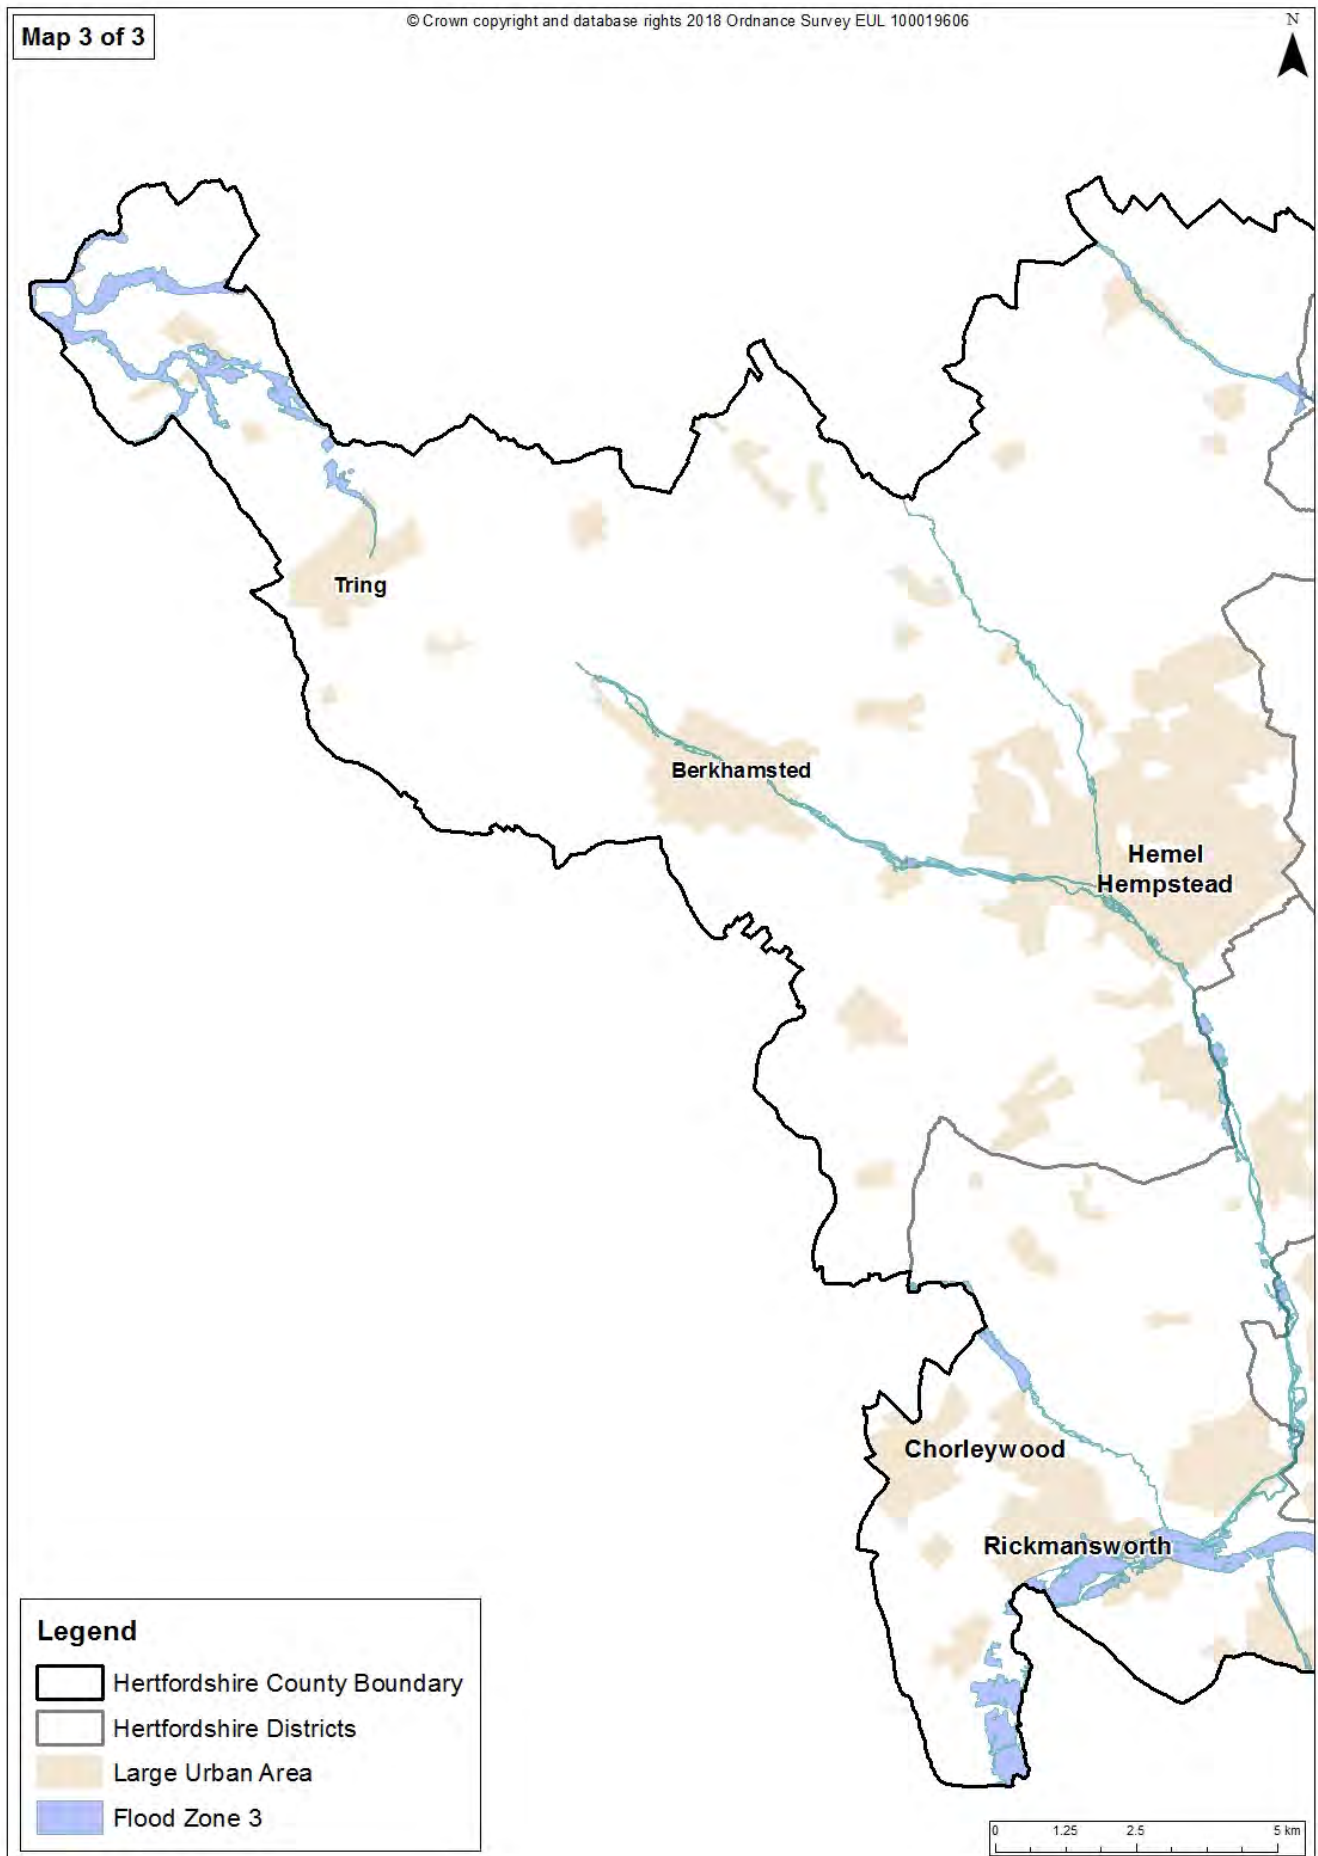 © Crown copyright and database rights 2018 Ordnance Survey EUL 100019606
Map 3 of 3
N
Tring
Berkhamsted
Hemel
Hempstead
Chorleywood
Rickmansworth
Legend
Hertfordshire County Boundary
Hertfordshire Districts
Large Urban Area
Flood Zone 3
0 1.25 2.5 5 km